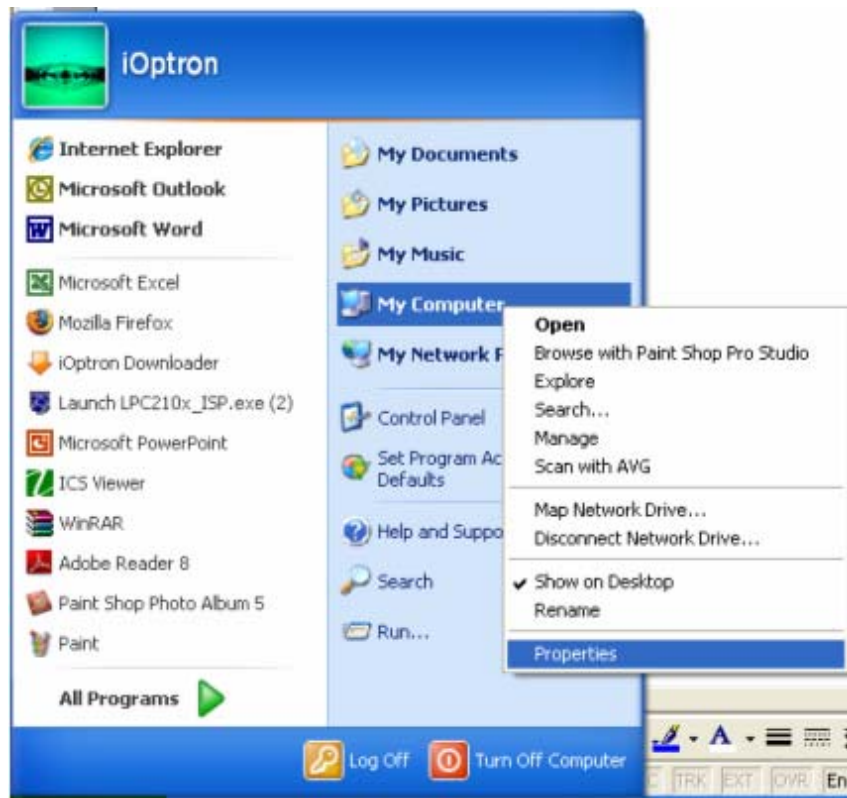 iOptron
Internet Explorer
Microsoft Outlook
Microsoft Word
Microsoft Excel
Mozilla Firefox
iOptron Downloader
Launch LPC210x_ISP.exe (2)
Microsoft PowerPoint
ICS Viewer
WinRAR
Adobe Reader 8
Paint Shop Photo Album 5
Paint
All Programs
My Documents
My Pictures
My Music
My Computer
My Network
Control Panel
Set Program Ac
Defaults
Help and Suppo
Search
Run...
Open
Browse with Paint Shop Pro Studio
Explore
Search...
Manage
Scan with AVG
Map Network Drive...
Disconnect Network Drive...
Show on Desktop
Rename
Properties
Log Off
Turn Off Computer
A
TRK EXT OVR En